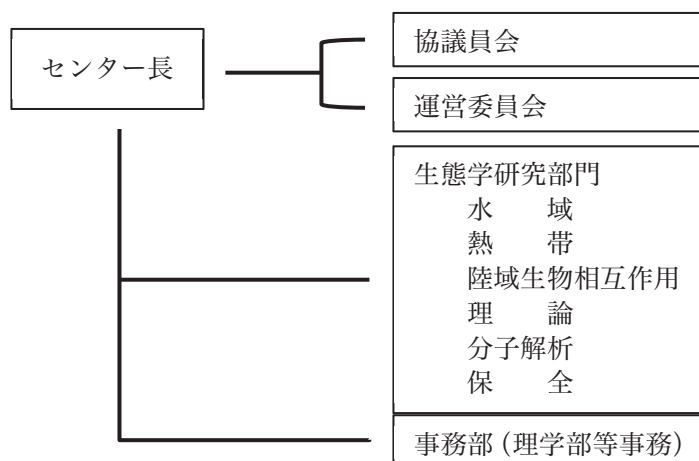 センター長
協議員会
運営委員会
生態学研究部門
水　　域
熱　　帯
陸域生物相互作用
理　　論
分子解析
保　　全
事務部（理学部等事務）